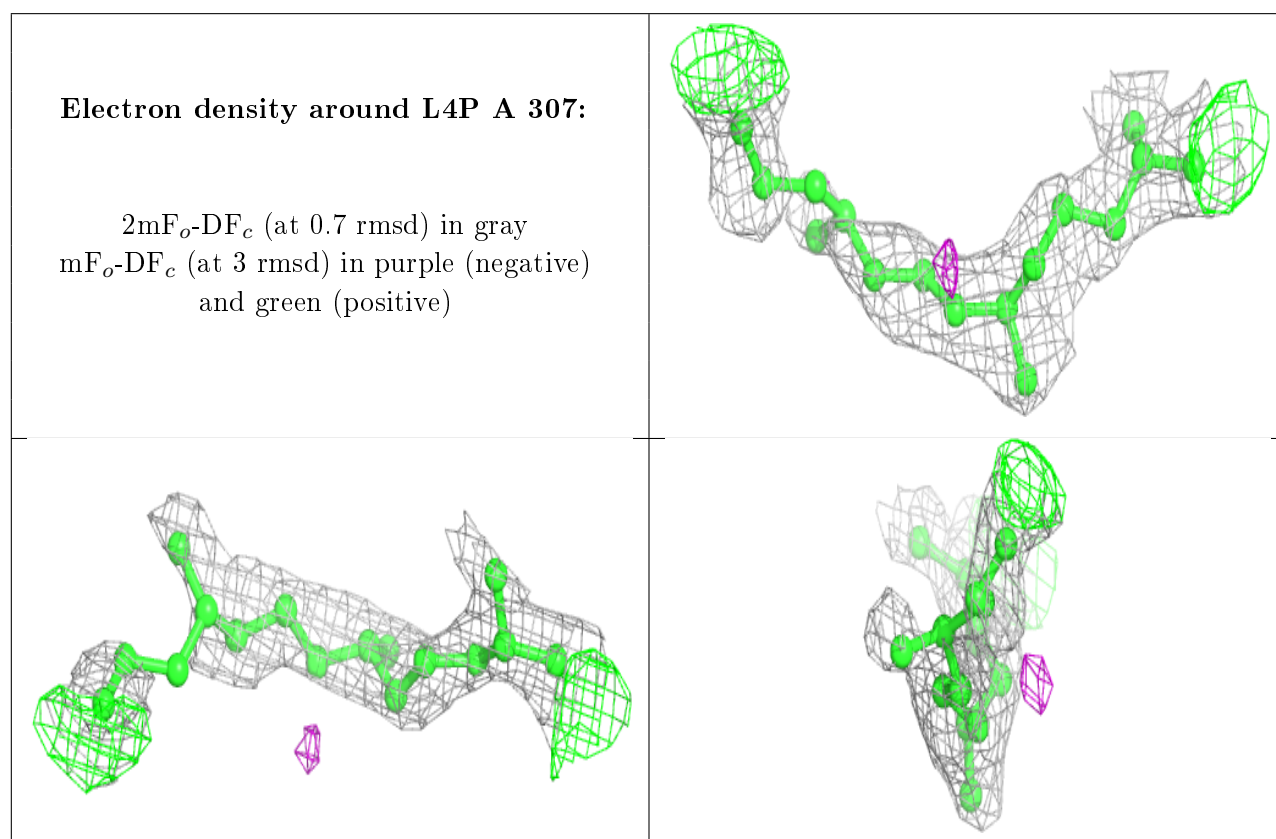 Electron density around L4P A 307:
2mFₒ-DF𝒸 (at 0.7 rmsd) in gray
mFₒ-DF𝒸 (at 3 rmsd) in purple (negative)
and green (positive)